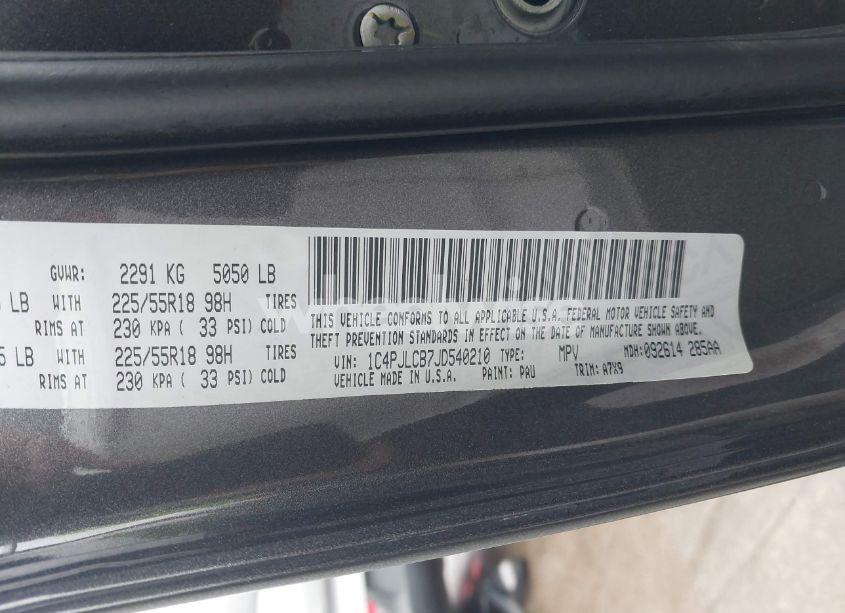 GVWR: 2291 KG 5050 LB
LB WITH 225/55R18 98H TIRES
RIMS AT 230 KPA ( 33 PSI) COLD
5 LB WITH 225/55R18 98H TIRES
RIMS AT 230 KPA ( 33 PSI) COLD
THIS VEHICLE CONFORMS TO ALL APPLICABLE U.S.A. FEDERAL MOTOR VEHICLE SAFETY AND
THEFT PREVENTION STANDARDS IN EFFECT ON THE DATE OF MANUFACTURE SHOWN ABOVE.
VIN: 1C4PJLCB7JD540210 TYPE: MPV MDH:092614 285AA
VEHICLE MADE IN U.S.A. PAINT: PAU TRIM: A7X9